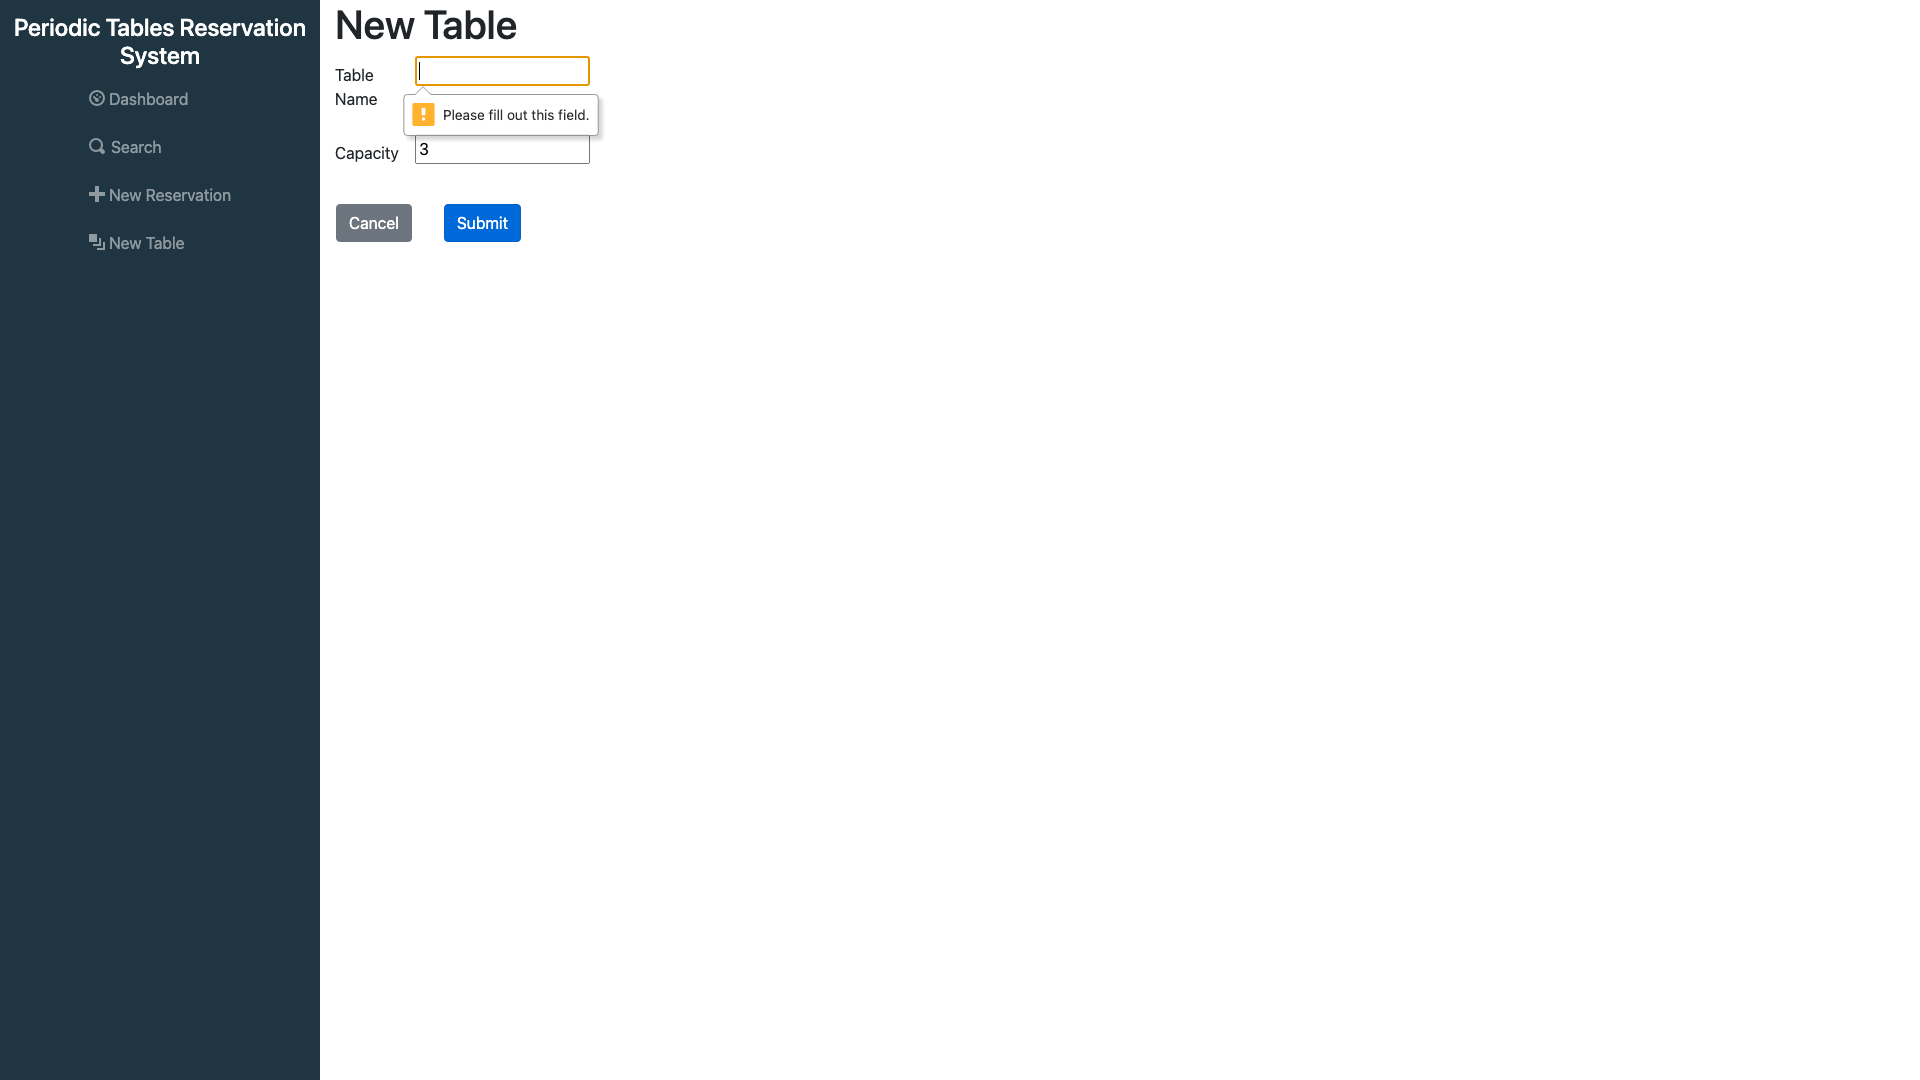 Periodic Tables Reservation
System
Dashboard
Search
New Reservation
New Table
New Table
Table
Name
Please fill out this field.
Capacity
3
Cancel
Submit